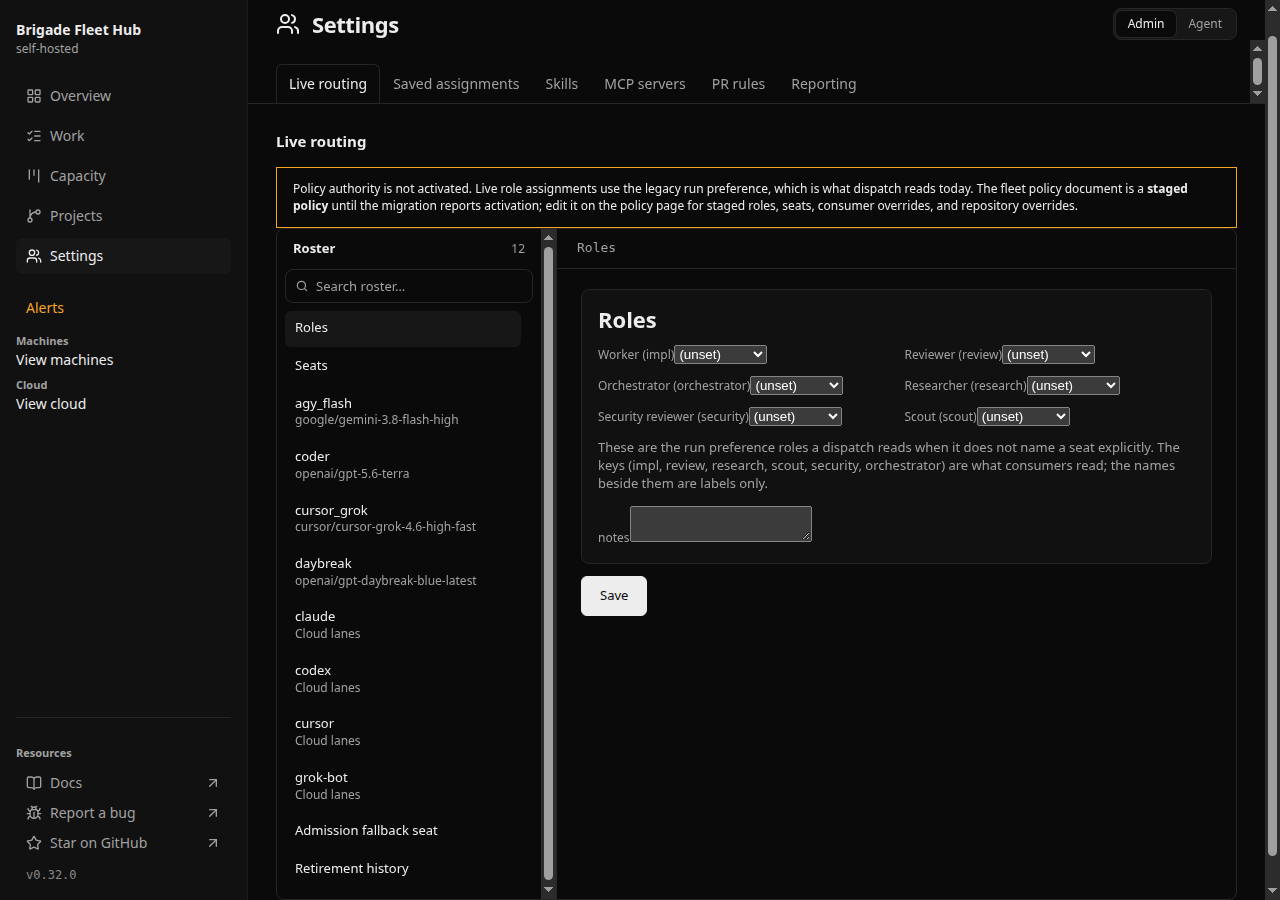 Brigade Fleet Hub
self-hosted
Overview
Work
Capacity
Projects
Settings
Alerts
Machines
View machines
Cloud
View cloud
Resources
Docs
Report a bug
Star on GitHub
v0.32.0
Settings
Admin
Agent
Live routing
Saved assignments
Skills
MCP servers
PR rules
Reporting
Live routing
Policy authority is not activated. Live role assignments use the legacy run preference, which is what dispatch reads today. The fleet policy document is a staged
policy until the migration reports activation; edit it on the policy page for staged roles, seats, consumer overrides, and repository overrides.
Roster
12
Search roster...
Roles
Seats
agy_flash
google/gemini-3.8-flash-high
coder
openai/gpt-5.6-terra
cursor_grok
cursor/cursor-grok-4.6-high-fast
daybreak
openai/gpt-daybreak-blue-latest
claude
Cloud lanes
codex
Cloud lanes
cursor
Cloud lanes
grok-bot
Cloud lanes
Admission fallback seat
Retirement history
Roles
Roles
Worker (impl) (unset)
Reviewer (review) (unset)
Orchestrator (orchestrator) (unset)
Researcher (research) (unset)
Security reviewer (security) (unset)
Scout (scout) (unset)
These are the run preference roles a dispatch reads when it does not name a seat explicitly. The
keys (impl, review, research, scout, security, orchestrator) are what consumers read; the names
beside them are labels only.
notes
Save